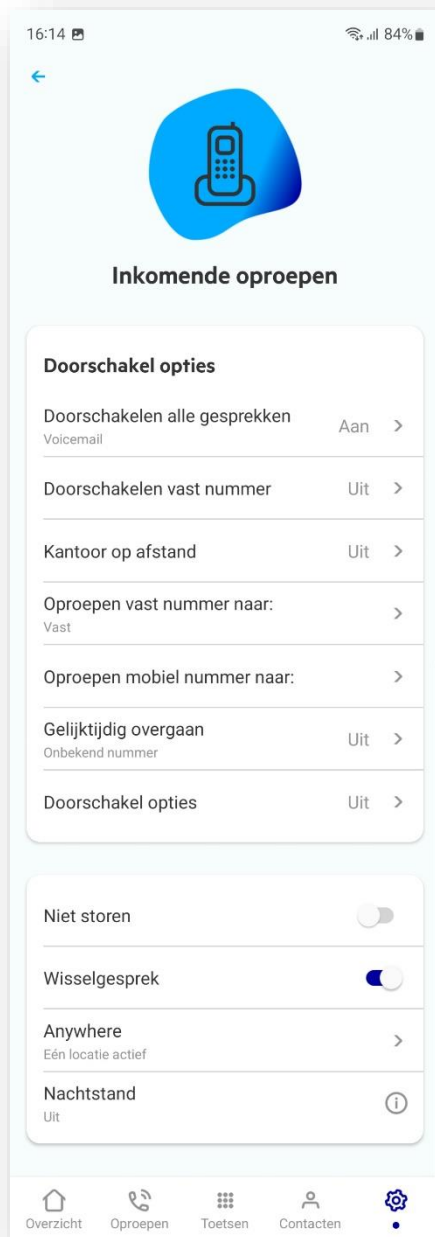 16:14 84%
Inkomende oproepen
Doorschakel opties
Doorschakelen alle gesprekken Aan
Voicemail
Doorschakelen vast nummer Uit
Kantoor op afstand Uit
Oproepen vast nummer naar:
Vast
Oproepen mobiel nummer naar:
Gelijktijdig overgaan Uit
Onbekend nummer
Doorschakel opties Uit
Niet storen
Wisselgesprek
Anywhere
Eén locatie actief
Nachtstand
Uit
Overzicht Oproepen Toetsen Contacten